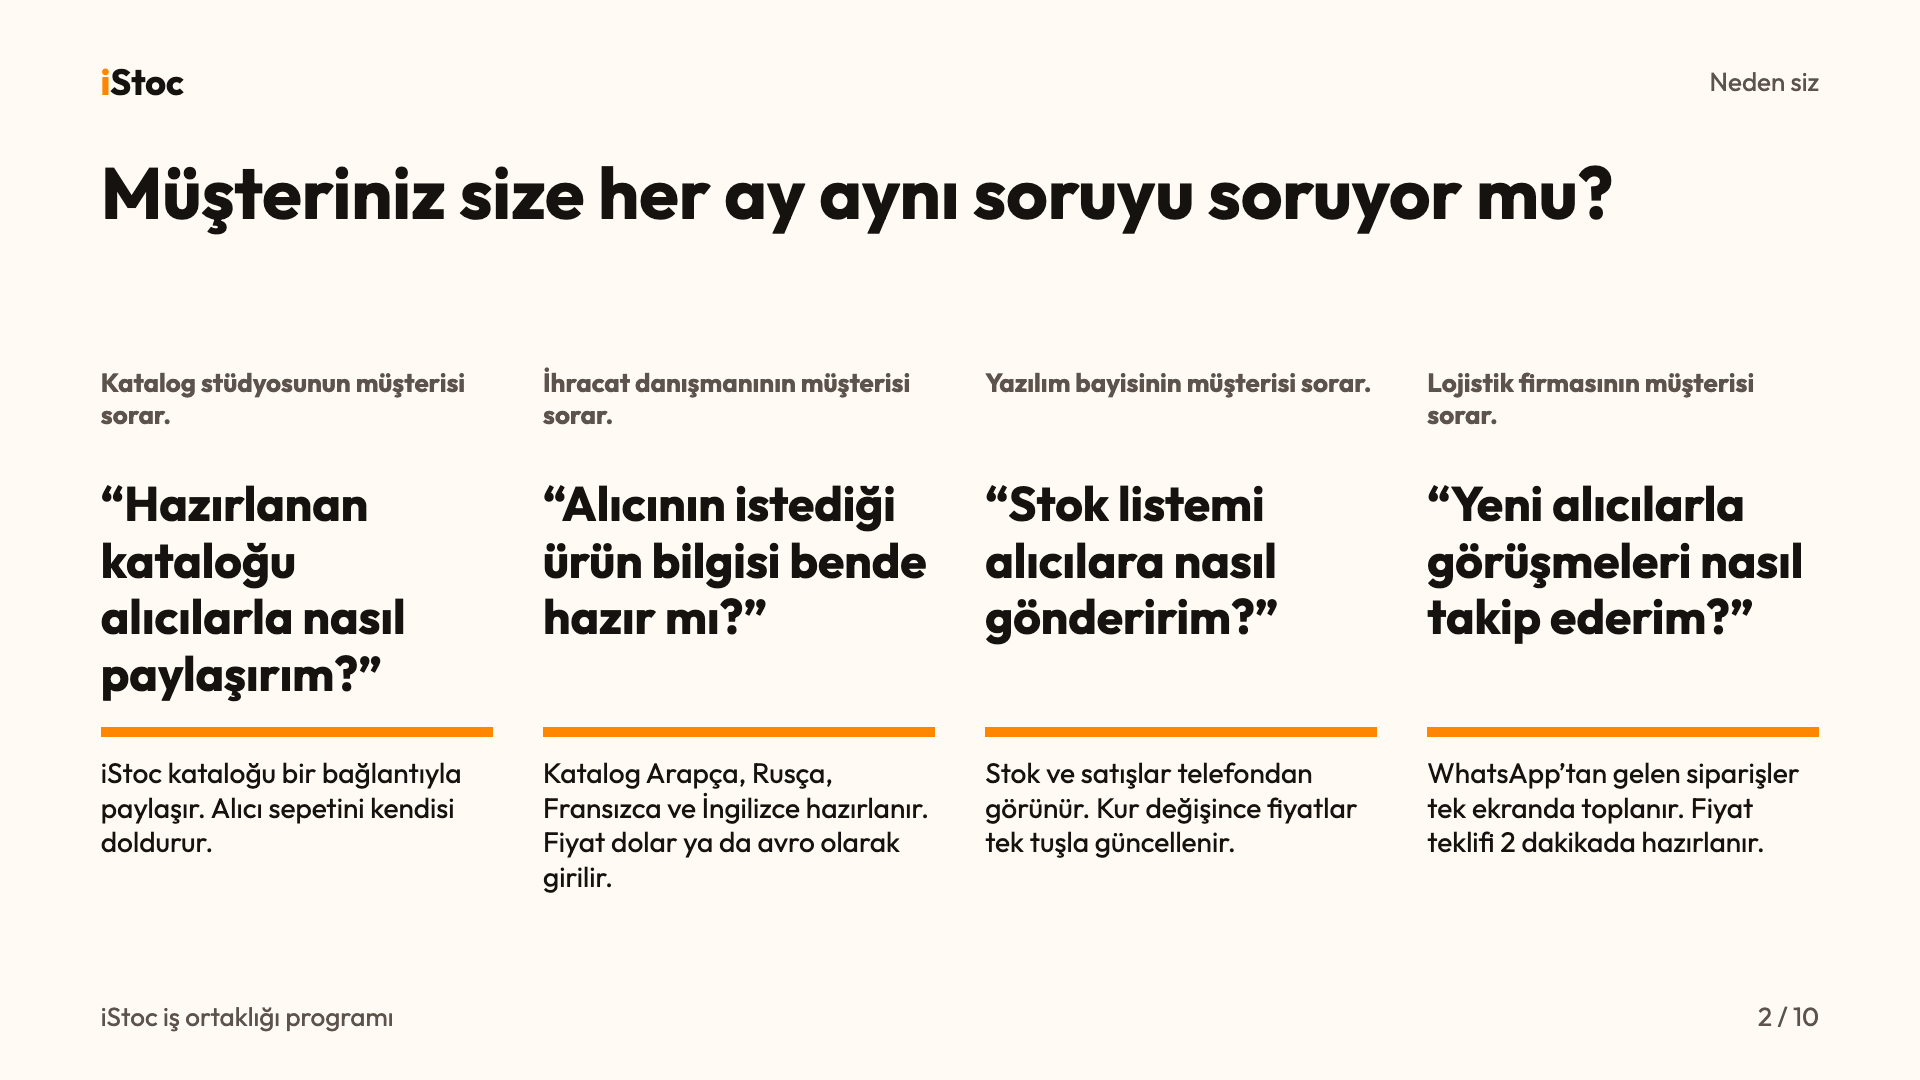 iStoc
Neden siz
Müşteriniz size her ay aynı soruyu soruyor mu?
Katalog stüdyosunun müşterisi
sorar.
“Hazırlanan
kataloğu
alıcılarla nasıl
paylaşırım?”
iStoc kataloğu bir bağlantıyla
paylaşır. Alıcı sepetini kendisi
doldurur.
İhracat danışmanının müşterisi
sorar.
“Alıcının istediği
ürün bilgisi bende
hazır mı?”
Katalog Arapça, Rusça,
Fransızca ve İngilizce hazırlanır.
Fiyat dolar ya da avro olarak
girilir.
Yazılım bayisinin müşterisi sorar.
“Stok listemi
alıcılara nasıl
gönderirim?”
Stok ve satışlar telefondan
görünür. Kur değişince fiyatlar
tek tuşla güncellenir.
Lojistik firmasının müşterisi
sorar.
“Yeni alıcılarla
görüşmeleri nasıl
takip ederim?”
WhatsApp’tan gelen siparişler
tek ekranda toplanır. Fiyat
teklifi 2 dakikada hazırlanır.
iStoc iş ortaklığı programı
2 / 10